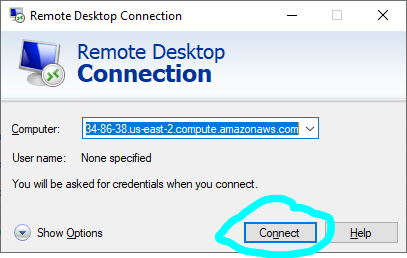 Remote Desktop Connection
Remote Desktop
Connection
Computer:
34-86-38.us-east-2.compute.amazonaws.com
User name: None specified
You will be asked for credentials when you connect.
Show Options
Connect
Help